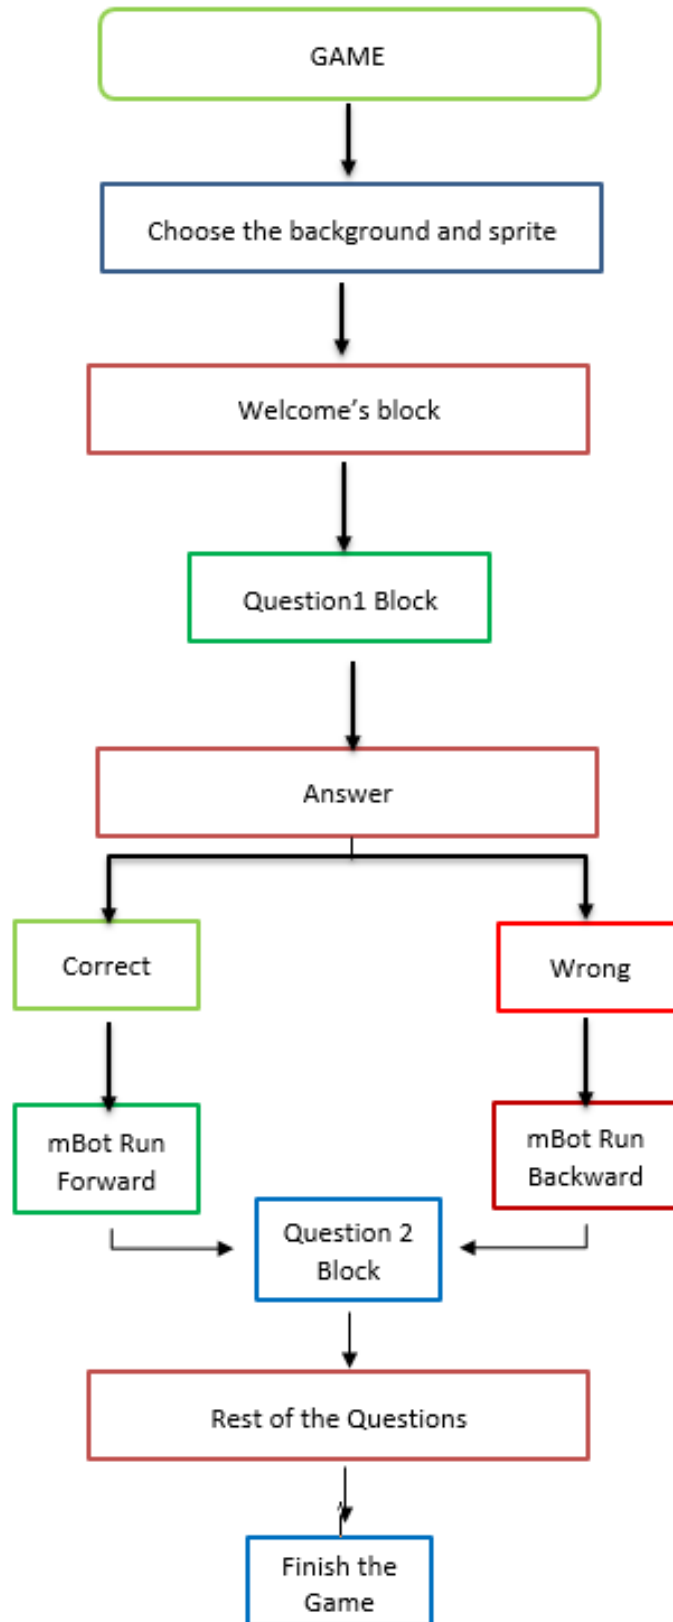 GAME
Choose the background and sprite
Welcome’s block
Question1 Block
Answer
Correct
Wrong
mBot Run
Forward
mBot Run
Backward
Question 2
Block
Rest of the Questions
Finish the
Game